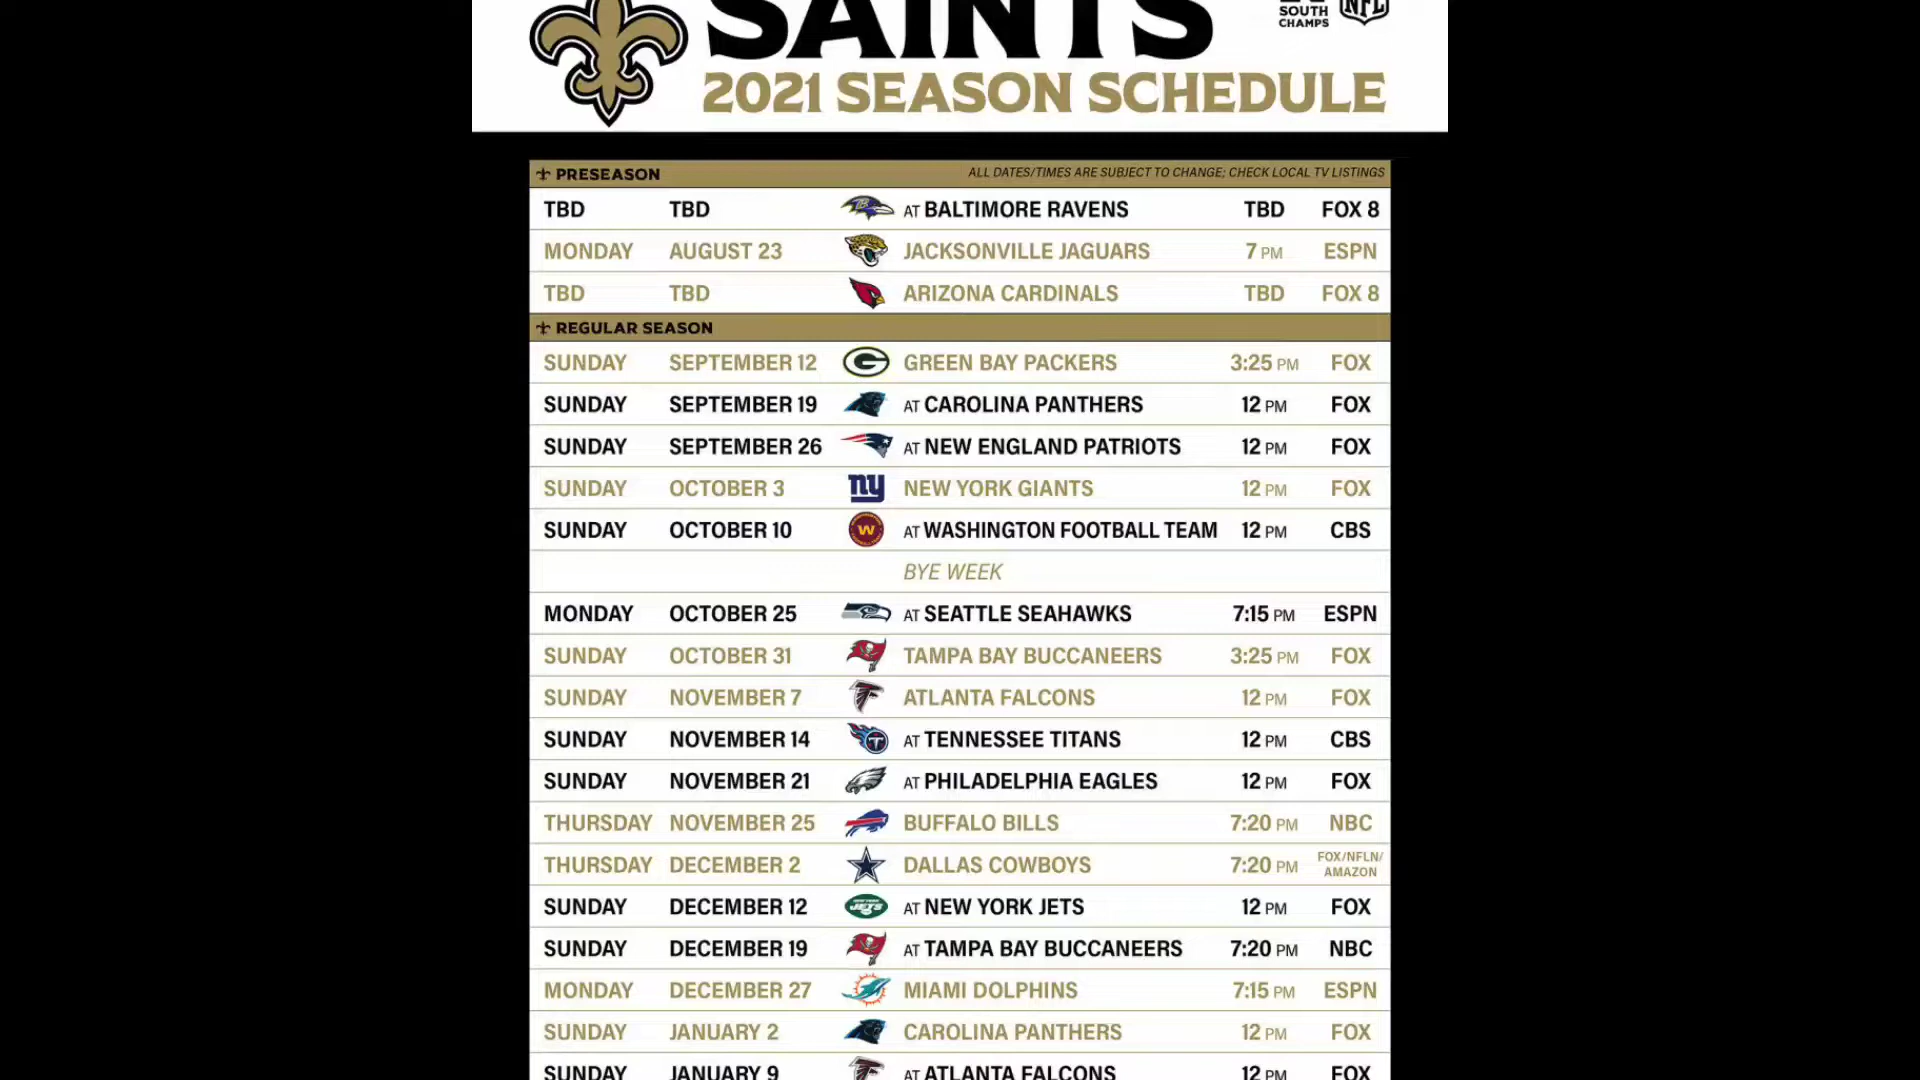 SAINTS
SOUTH
CHAMPS
NFL
2021 SEASON SCHEDULE
PRESEASON ALL DATES/TIMES ARE SUBJECT TO CHANGE; CHECK LOCAL TV LISTINGS
TBD TBD AT BALTIMORE RAVENS TBD FOX 8
MONDAY AUGUST 23 JACKSONVILLE JAGUARS 7 PM ESPN
TBD TBD ARIZONA CARDINALS TBD FOX 8
REGULAR SEASON
SUNDAY SEPTEMBER 12 GREEN BAY PACKERS 3:25 PM FOX
SUNDAY SEPTEMBER 19 AT CAROLINA PANTHERS 12 PM FOX
SUNDAY SEPTEMBER 26 AT NEW ENGLAND PATRIOTS 12 PM FOX
SUNDAY OCTOBER 3 ny NEW YORK GIANTS 12 PM FOX
SUNDAY OCTOBER 10 W AT WASHINGTON FOOTBALL TEAM 12 PM CBS
BYE WEEK
MONDAY OCTOBER 25 AT SEATTLE SEAHAWKS 7:15 PM ESPN
SUNDAY OCTOBER 31 TAMPA BAY BUCCANEERS 3:25 PM FOX
SUNDAY NOVEMBER 7 ATLANTA FALCONS 12 PM FOX
SUNDAY NOVEMBER 14 AT TENNESSEE TITANS 12 PM CBS
SUNDAY NOVEMBER 21 AT PHILADELPHIA EAGLES 12 PM FOX
THURSDAY NOVEMBER 25 BUFFALO BILLS 7:20 PM NBC
THURSDAY DECEMBER 2 DALLAS COWBOYS 7:20 PM FOX/NFLN/
AMAZON
SUNDAY DECEMBER 12 JETS AT NEW YORK JETS 12 PM FOX
SUNDAY DECEMBER 19 AT TAMPA BAY BUCCANEERS 7:20 PM NBC
MONDAY DECEMBER 27 MIAMI DOLPHINS 7:15 PM ESPN
SUNDAY JANUARY 2 CAROLINA PANTHERS 12 PM FOX
SUNDAY JANUARY 9 AT ATLANTA FALCONS 12 PM FOX